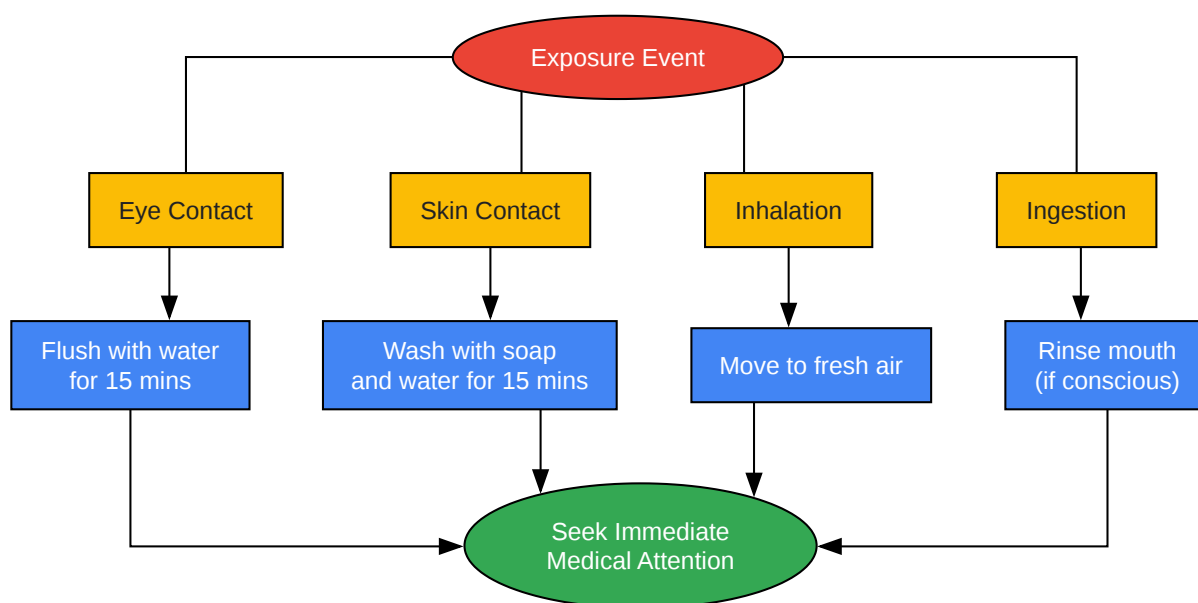 Exposure Event
Eye Contact
Skin Contact
Inhalation
Ingestion
Flush with water
for 15 mins
Wash with soap
and water for 15 mins
Move to fresh air
Rinse mouth
(if conscious)
Seek Immediate
Medical Attention